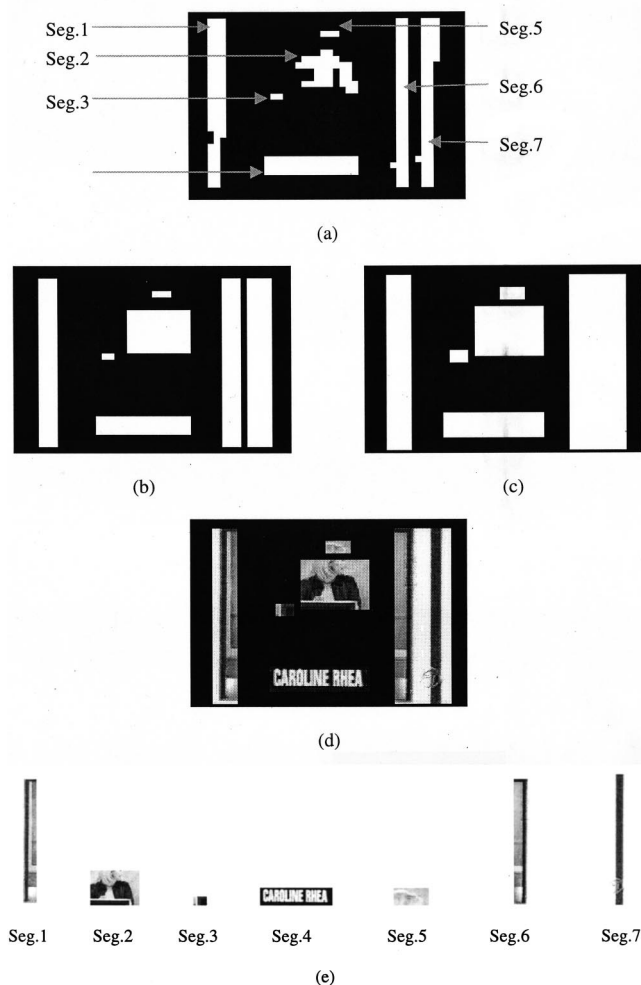 Seg.1
Seg.5
Seg.2
Seg.6
Seg.3
Seg.7
(a)
(b)
(c)
CAROLINE RHEA
(d)
CAROLINE RHEA
Seg.1 Seg.2 Seg.3 Seg.4 Seg.5 Seg.6 Seg.7
(e)